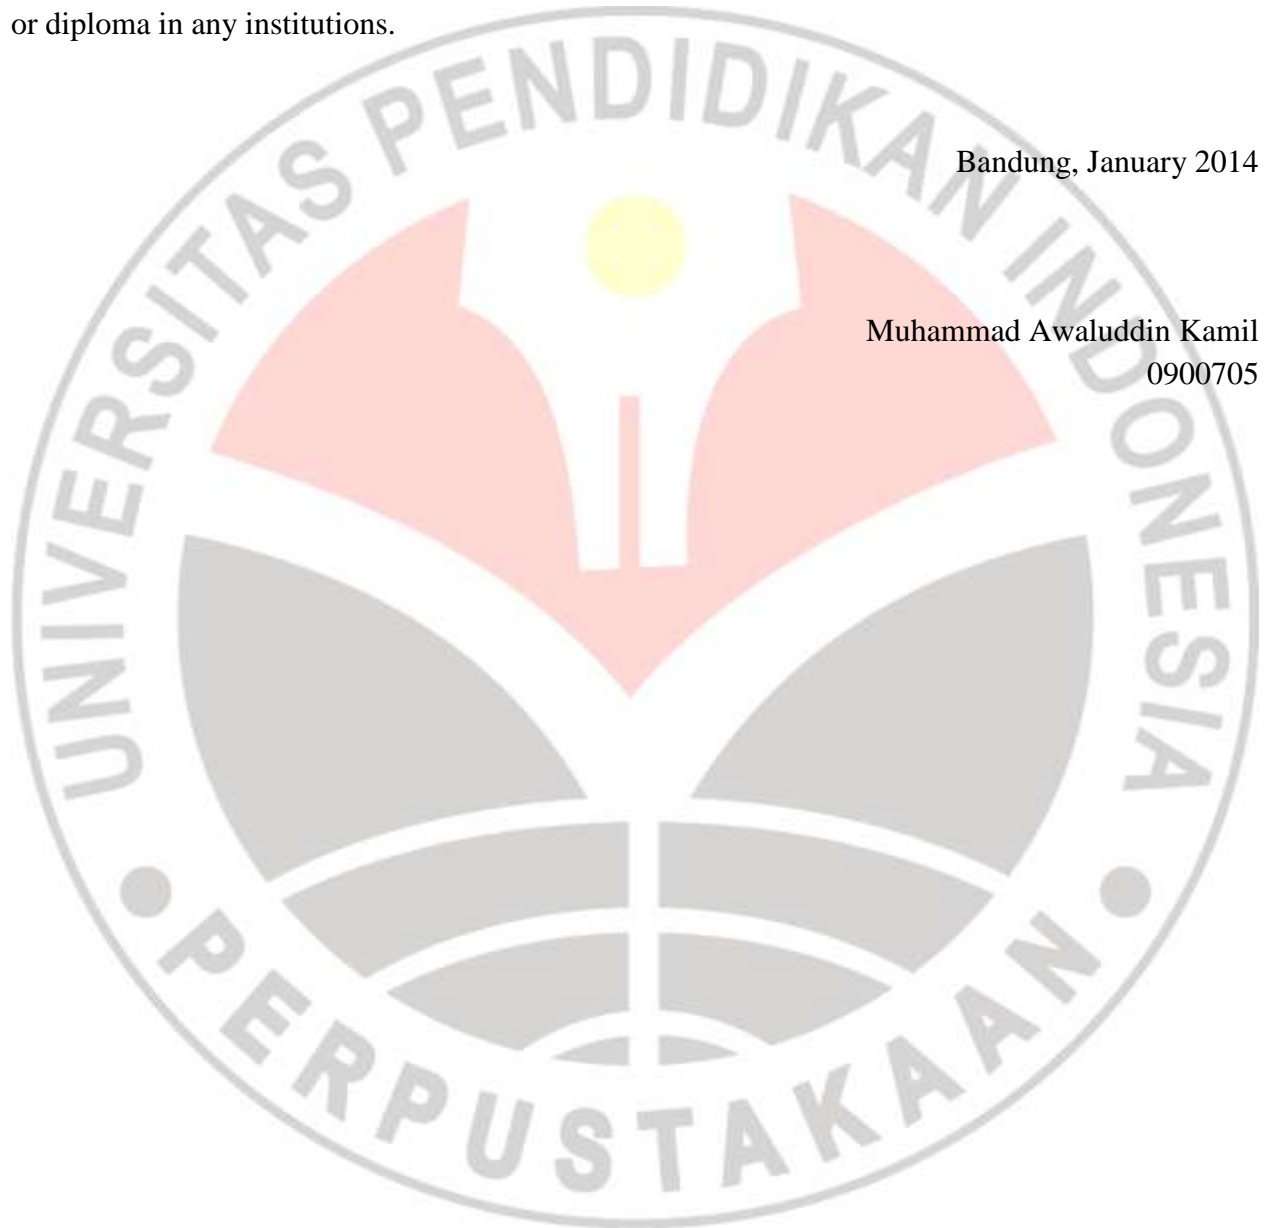 or diploma in any institutions.
Bandung, January 2014
Muhammad Awaluddin Kamil
0900705
UNIVERSITAS PENDIDIKAN INDONESIA
PERPUSTAKAAN